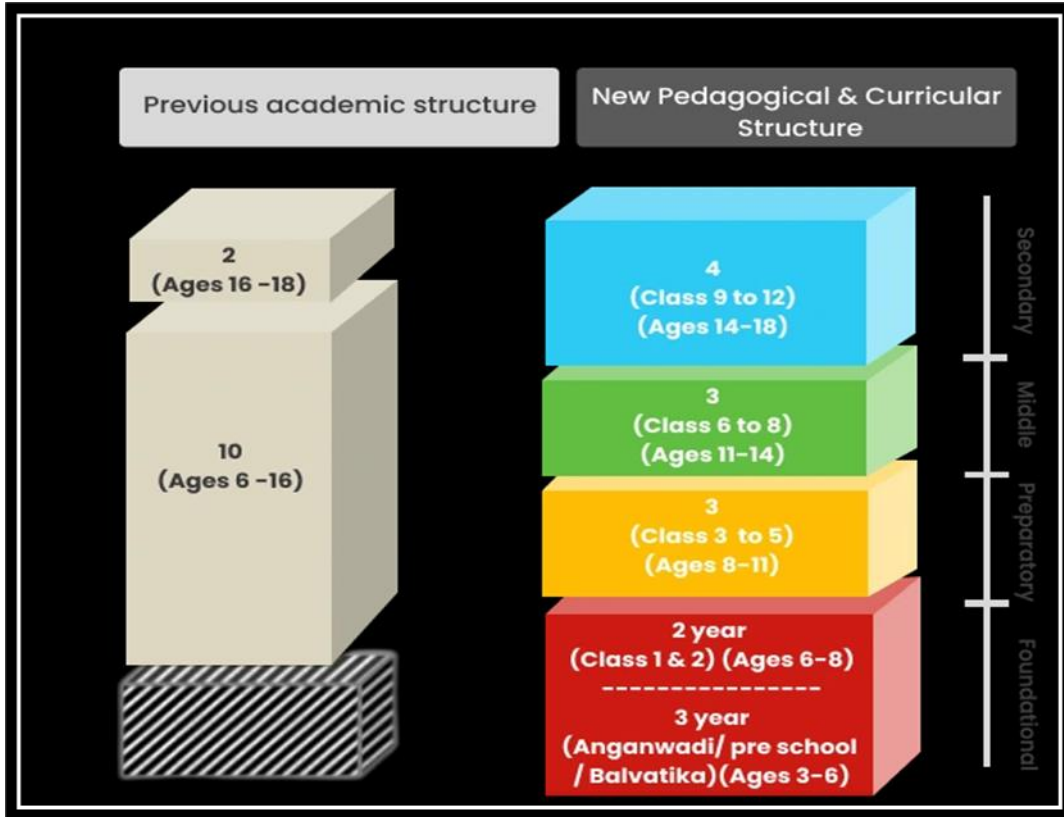 Previous academic structure
New Pedagogical & Curricular
Structure
2
(Ages 16 -18)
10
(Ages 6 -16)
4
(Class 9 to 12)
(Ages 14-18)
3
(Class 6 to 8)
(Ages 11-14)
3
(Class 3 to 5)
(Ages 8-11)
2 year
(Class 1 & 2) (Ages 6-8)
----------------
3 year
(Anganwadi/ pre school
/ Balvatika)(Ages 3-6)
Secondary
Middle
Preparatory
Foundational